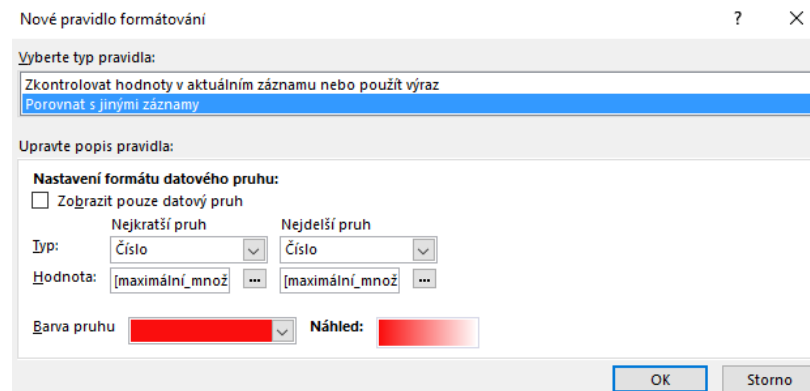 Nové pravidlo formátování ?
Vyberte typ pravidla:
Zkontrolovat hodnoty v aktuálním záznamu nebo použít výraz
Porovnat s jinými záznamy
Upravte popis pravidla:
Nastavení formátu datového pruhu:
Zobrazit pouze datový pruh
Nejkratší pruh Nejdelší pruh
Typ: Číslo Číslo
Hodnota: [maximální_množ ... [maximální_množ ...
Barva pruhu Náhled:
OK Storno